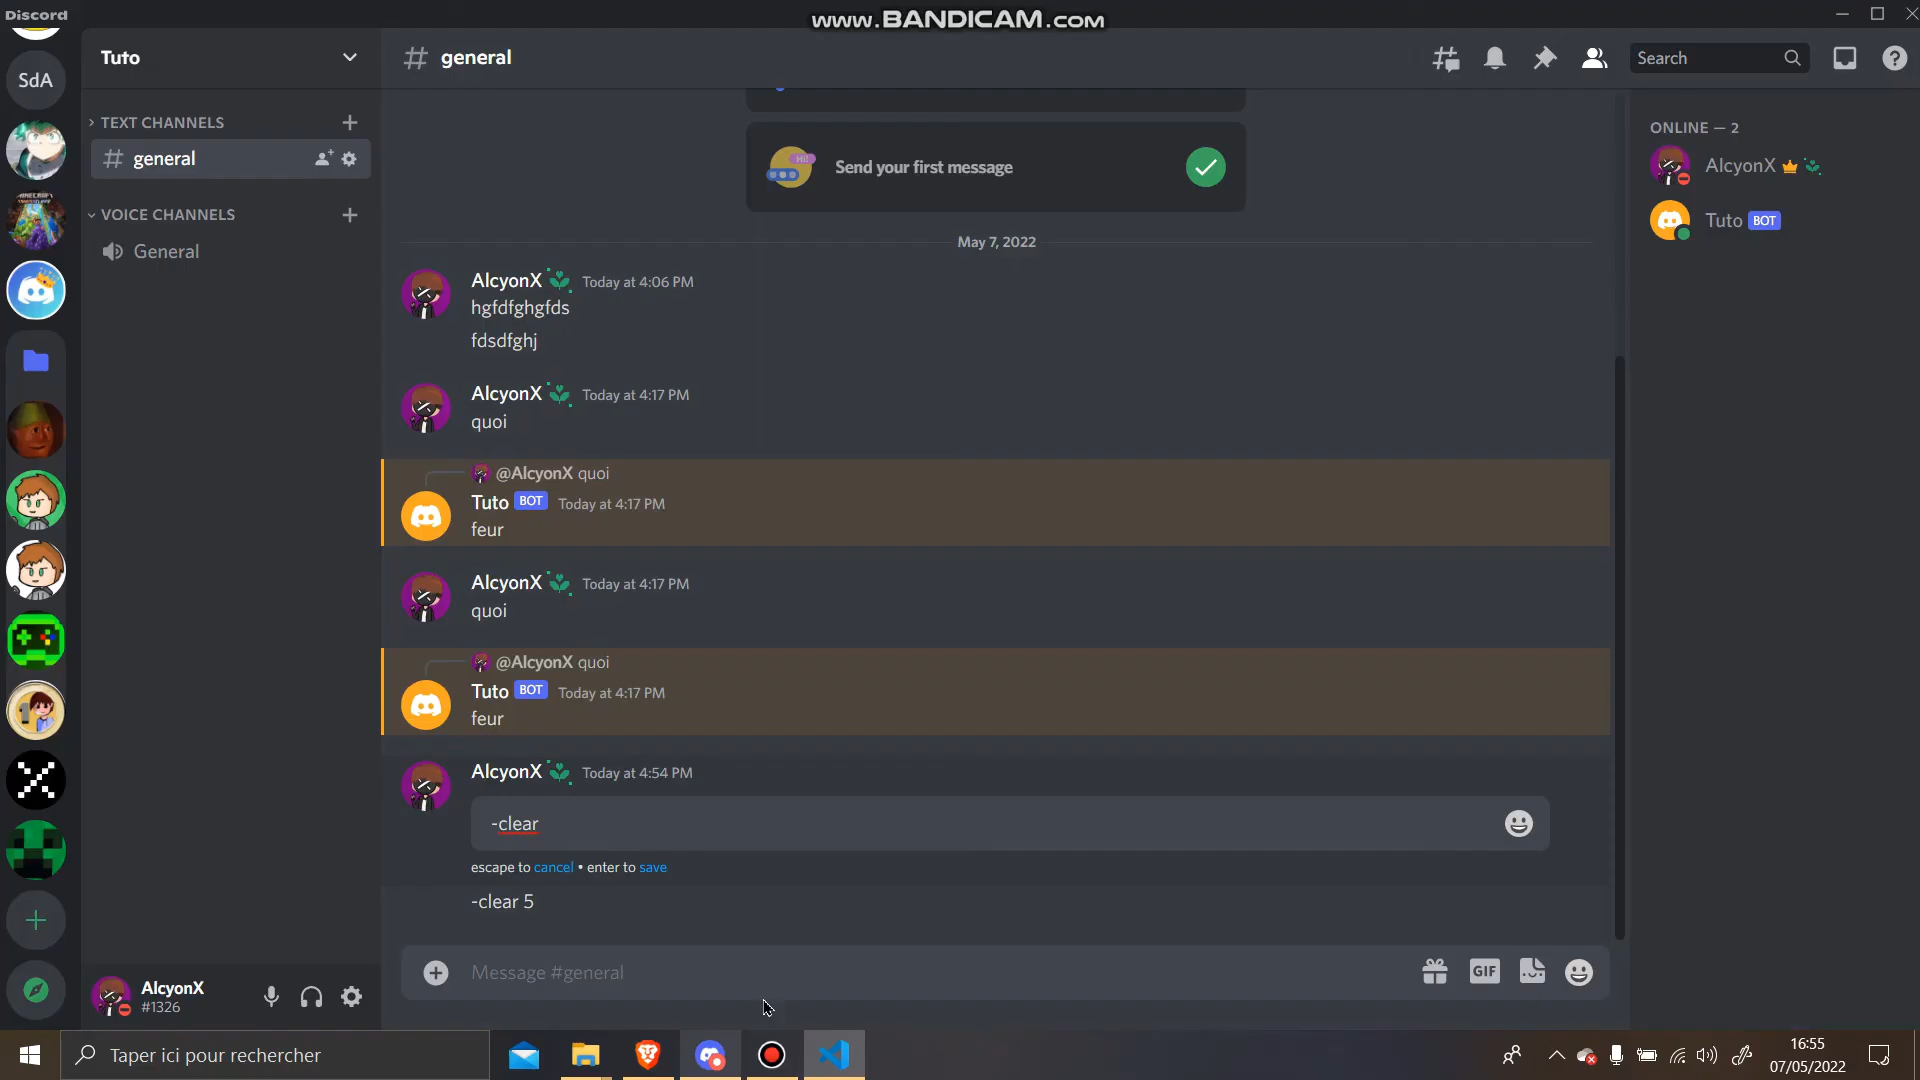 Discord
www.BANDICAM.com
SdA
Tuto
general
Search
TEXT CHANNELS
general
VOICE CHANNELS
General
Hi!
Send your first message
May 7, 2022
AlcyonX Today at 4:06 PM
hgfdfghgfds
fdsdfghj
AlcyonX Today at 4:17 PM
quoi
@AlcyonX quoi
Tuto BOT Today at 4:17 PM
feur
AlcyonX Today at 4:17 PM
quoi
@AlcyonX quoi
Tuto BOT Today at 4:17 PM
feur
AlcyonX Today at 4:54 PM
-clear
escape to cancel • enter to save
-clear 5
Message #general
GIF
ONLINE — 2
AlcyonX
Tuto BOT
AlcyonX
#1326
Taper ici pour rechercher
16:55
07/05/2022